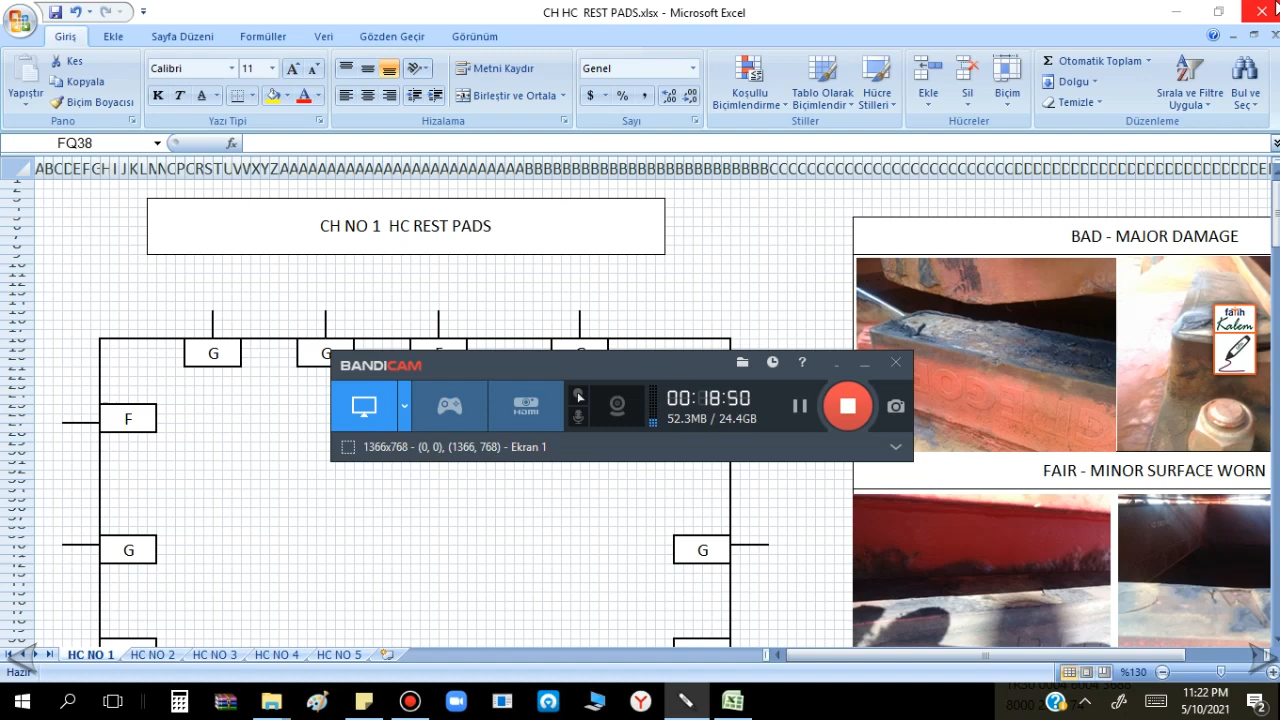 CH HC REST PADS.xlsx - Microsoft Excel
Giriş Ekle Sayfa Düzeni Formüller Veri Gözden Geçir Görünüm
Yapıştır
Kes
Kopyala
Biçim Boyacısı
Pano
Calibri 11
K T A
Yazı Tipi
Metni Kaydır
Birleştir ve Ortala
Hizalama
Genel
$ % ,
Sayı
Koşullu Biçimlendirme
Tablo Olarak Biçimlendir
Hücre Stilleri
Stiller
Ekle Sil Biçim
Hücreler
Otomatik Toplam
Dolgu
Temizle
Sırala ve Filtre Uygula
Bul ve Seç
Düzenleme
FQ38 fx
CH NO 1 HC REST PADS
BAD - MAJOR DAMAGE
fatih
Kalem
G G
F
BANDICAM
HDMI
00:18:50
52.3MB / 24.4GB
1366x768 - (0, 0), (1366, 768) - Ekran 1
FAIR - MINOR SURFACE WORN
G G
HC NO 1 HC NO 2 HC NO 3 HC NO 4 HC NO 5
Hazır %130
11:22 PM
5/10/2021
2